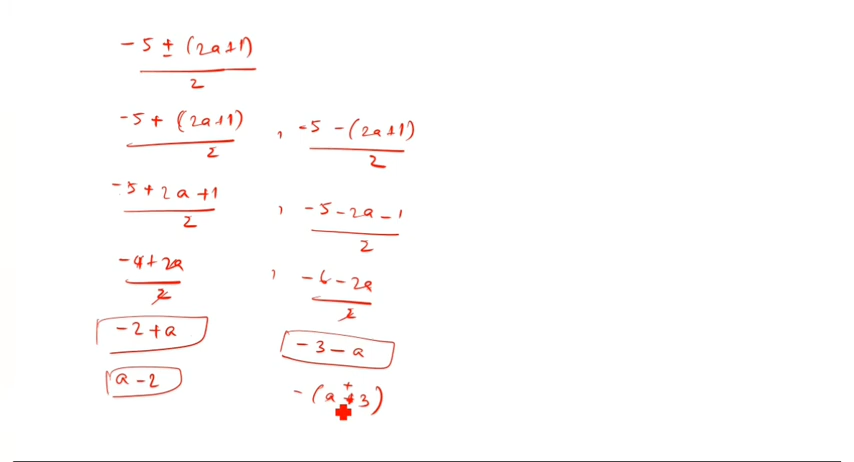 -5 ± (2a+1)
2
-5 + (2a+1) , -5 - (2a+1)
2 2
-5+2a+1 , -5-2a-1
2 2
-4+2a , -6-2a
2 2
-2+a -3-a
a-2 -(a+3)